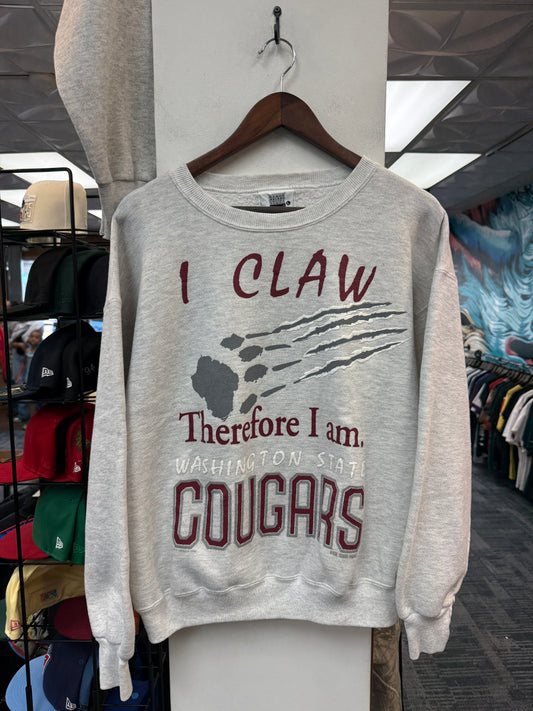 I CLAW
Therefore I am.
WASHINGTON STATE
COUGARS